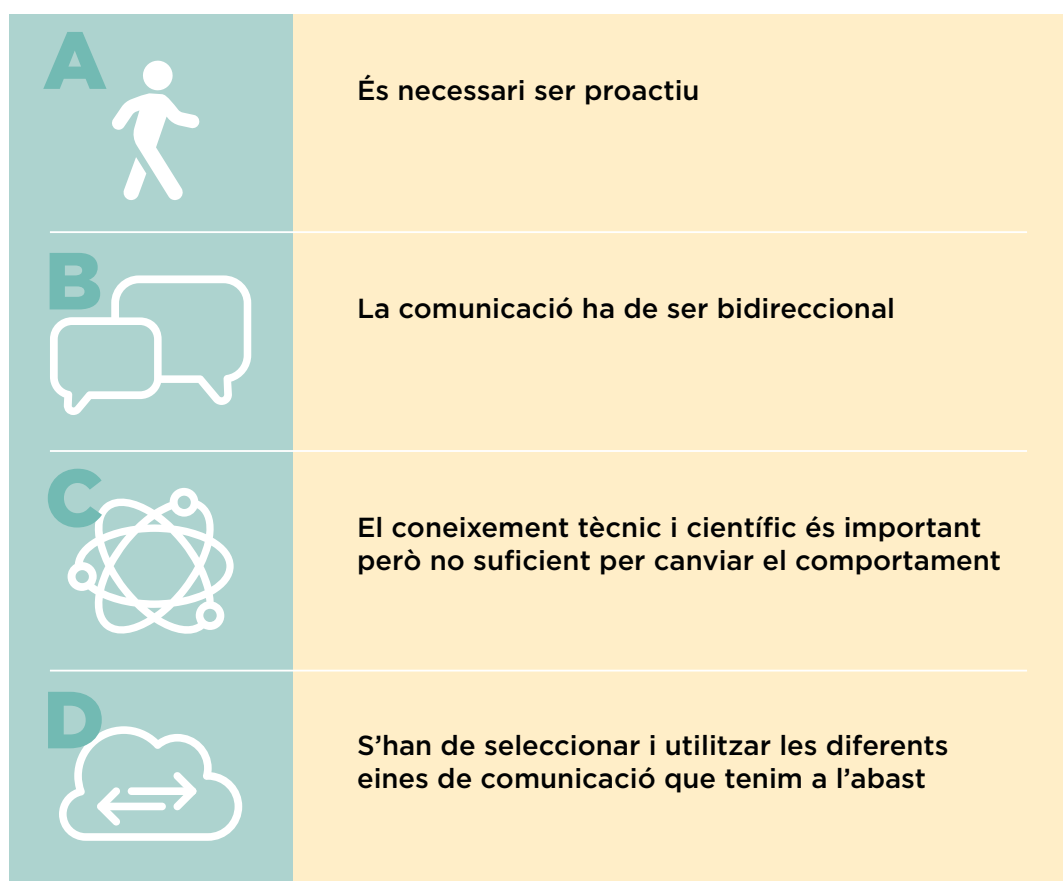 A
És necessari ser proactiu
B
La comunicació ha de ser bidireccional
C
El coneixement tècnic i científic és important
però no suficient per canviar el comportament
D
S’han de seleccionar i utilitzar les diferents
eines de comunicació que tenim a l’abast